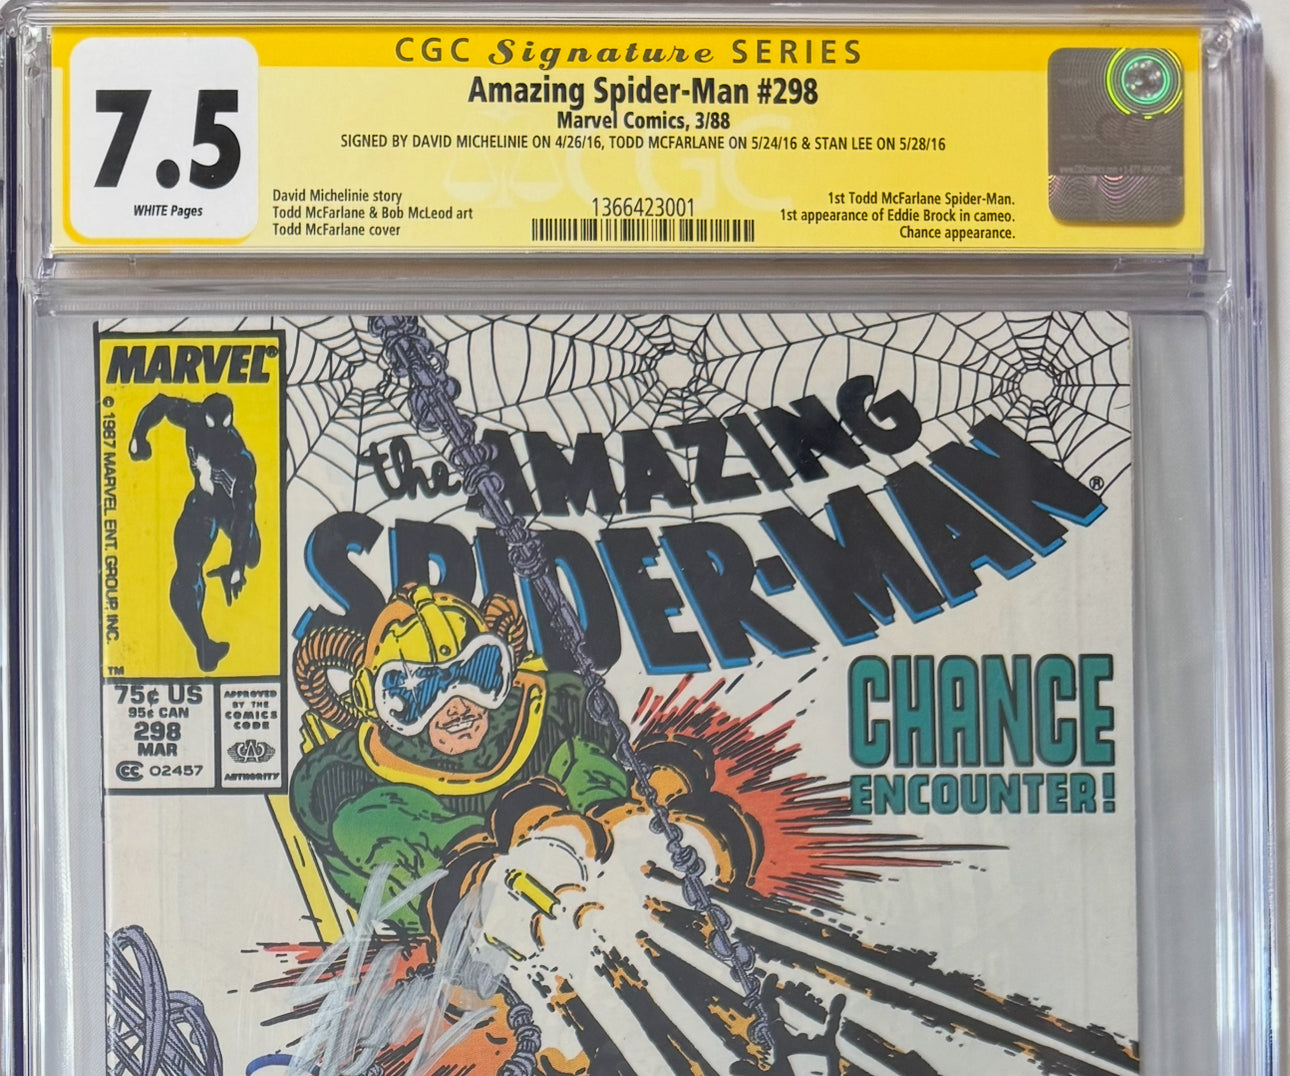 CGC Signature SERIES
Amazing Spider-Man #298
Marvel Comics, 3/88
SIGNED BY DAVID MICHELINIE ON 4/26/16, TODD MCFARLANE ON 5/24/16 & STAN LEE ON 5/28/16
7.5
WHITE Pages
David Michelinie story
Todd McFarlane & Bob McLeod art
Todd McFarlane cover
1366423001
1st Todd McFarlane Spider-Man.
1st appearance of Eddie Brock in cameo.
Chance appearance.
CGC
MARVEL®
© 1987 MARVEL ENT. GROUP, INC.
TM
75¢ US
95¢ CAN
298
MAR
CC 02457
APPROVED
BY THE
COMICS
CODE
CA
AUTHORITY
the AMAZING
SPIDER-MAN®
CHANCE
ENCOUNTER!